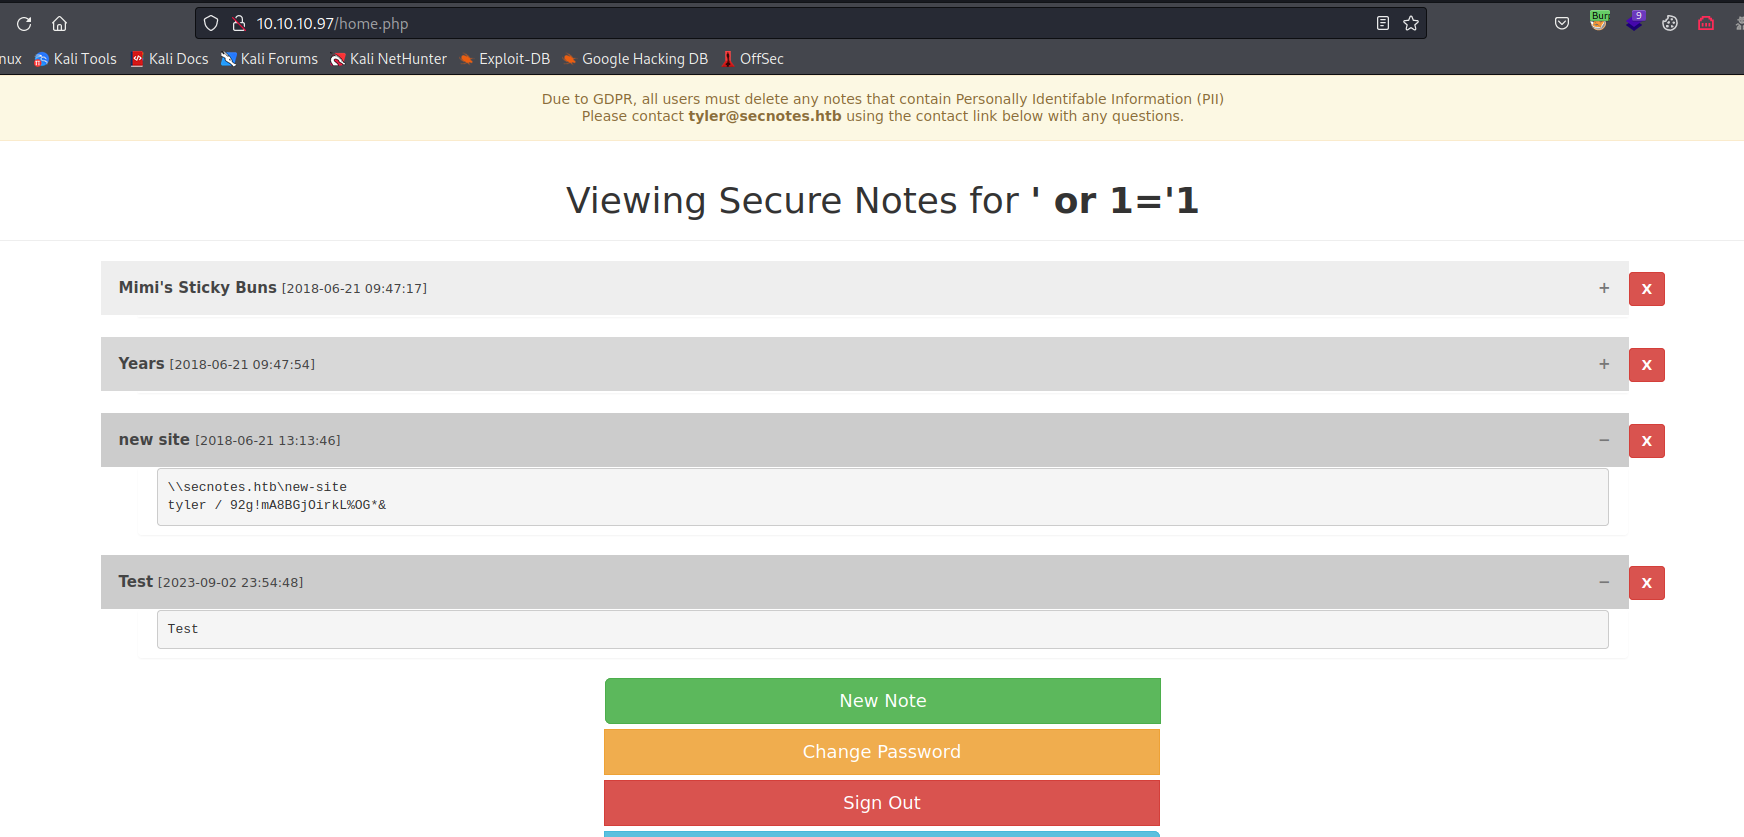 10.10.10.97/home.php
Bur
9
nux Kali Tools Kali Docs Kali Forums Kali NetHunter Exploit-DB Google Hacking DB OffSec
Due to GDPR, all users must delete any notes that contain Personally Identifable Information (PII)
Please contact tyler@secnotes.htb using the contact link below with any questions.
Viewing Secure Notes for ' or 1='1
Mimi's Sticky Buns [2018-06-21 09:47:17] + X
Years [2018-06-21 09:47:54] + X
new site [2018-06-21 13:13:46] − X
\\secnotes.htb\new-site
tyler / 92g!mA8BGjOirkL%OG*&
Test [2023-09-02 23:54:48] − X
Test
New Note
Change Password
Sign Out